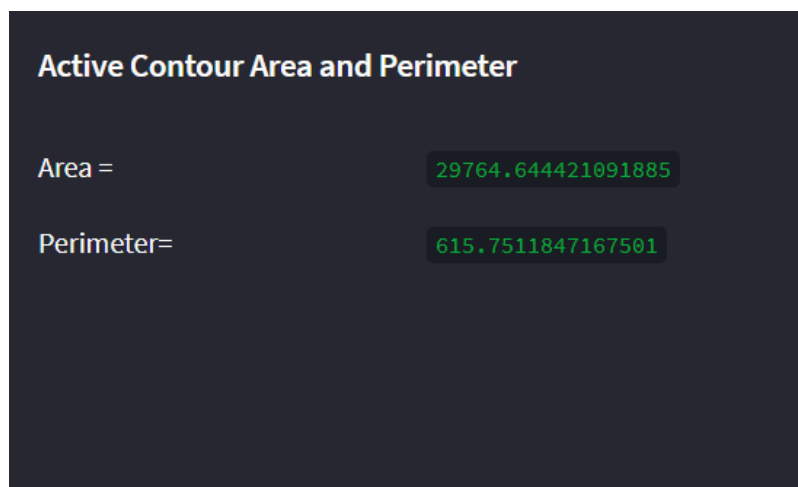 Active Contour Area and Perimeter
Area = 29764.644421091885
Perimeter= 615.7511847167501